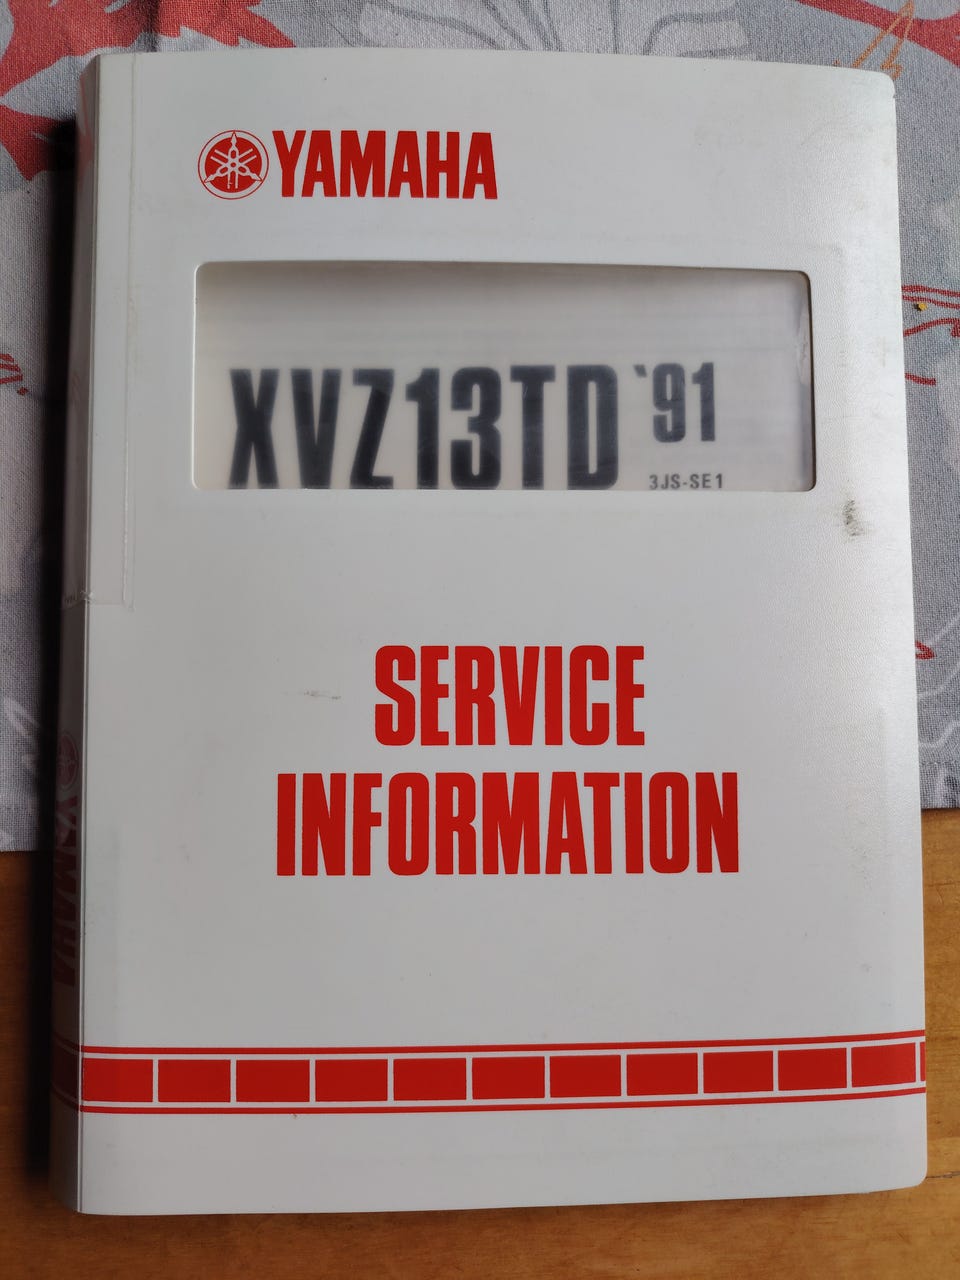 YAMAHA
XVZ13TD '91
3JS-SE1
SERVICE
INFORMATION
YAMAHA